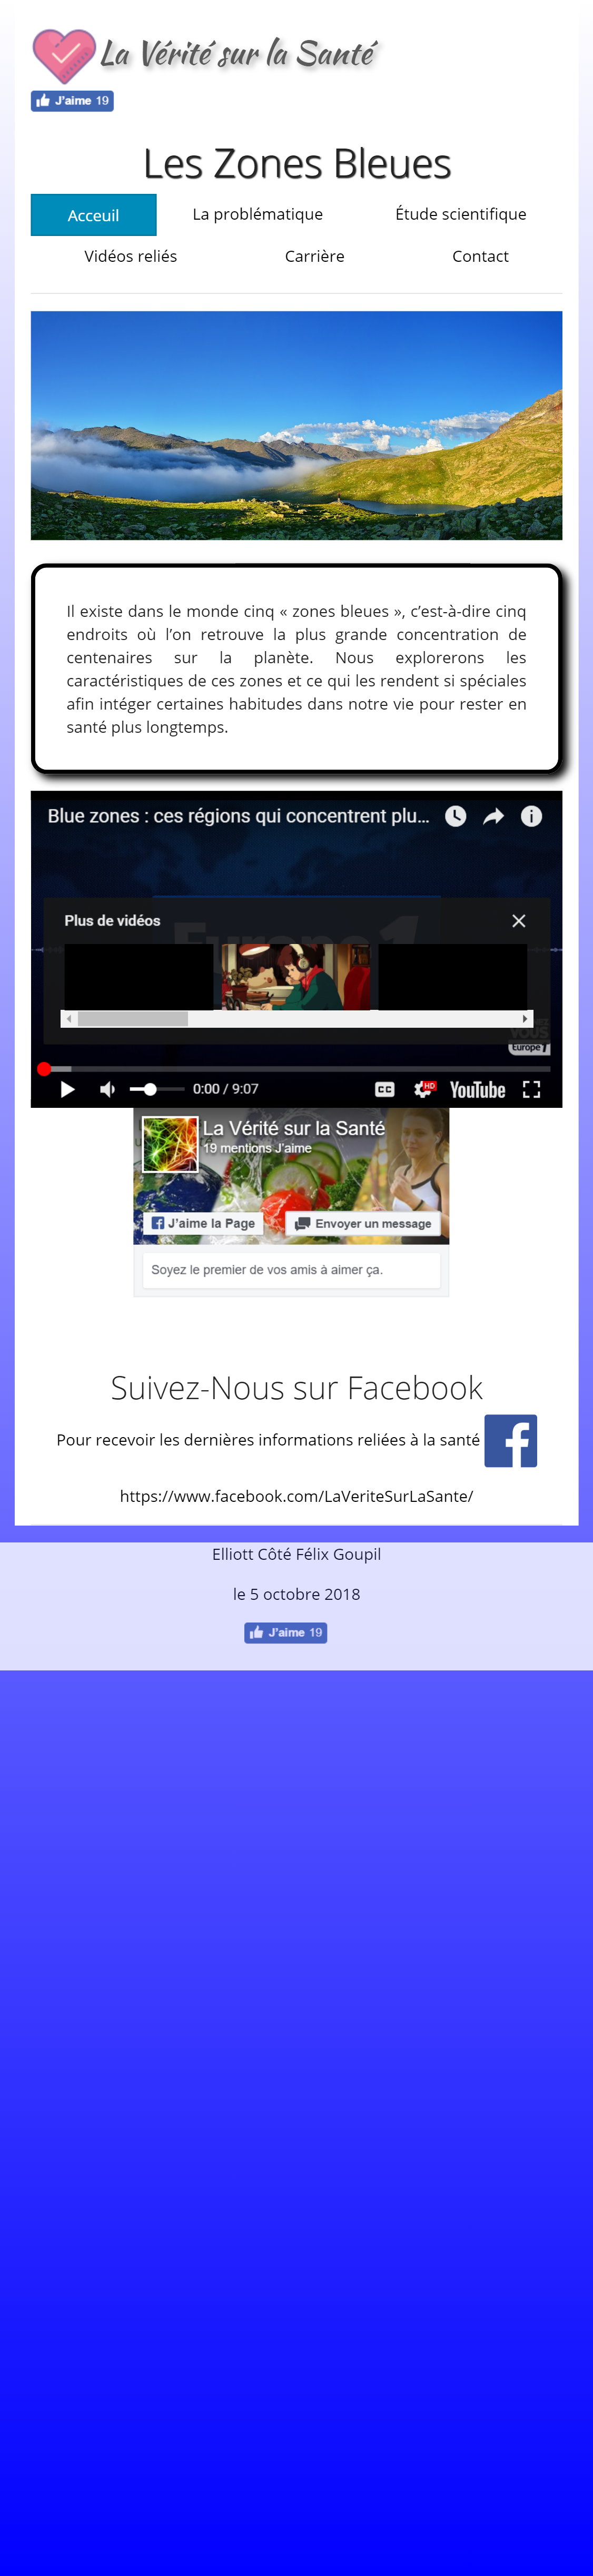 La Vérité sur la Santé
J'aime 19
Les Zones Bleues
Acceuil
La problématique
Étude scientifique
Vidéos reliés
Carrière
Contact
Il existe dans le monde cinq « zones bleues », c’est-à-dire cinq
endroits où l’on retrouve la plus grande concentration de
centenaires sur la planète. Nous explorerons les
caractéristiques de ces zones et ce qui les rendent si spéciales
afin intéger certaines habitudes dans notre vie pour rester en
santé plus longtemps.
Blue zones : ces régions qui concentrent plu...
Plus de vidéos
Europe 1
0:00 / 9:07
CC
HD
YouTube
La Vérité sur la Santé
19 mentions J’aime
J'aime la Page
Envoyer un message
Soyez le premier de vos amis à aimer ça.
Suivez-Nous sur Facebook
Pour recevoir les dernières informations reliées à la santé
https://www.facebook.com/LaVeriteSurLaSante/
Elliott Côté Félix Goupil
le 5 octobre 2018
J'aime 19